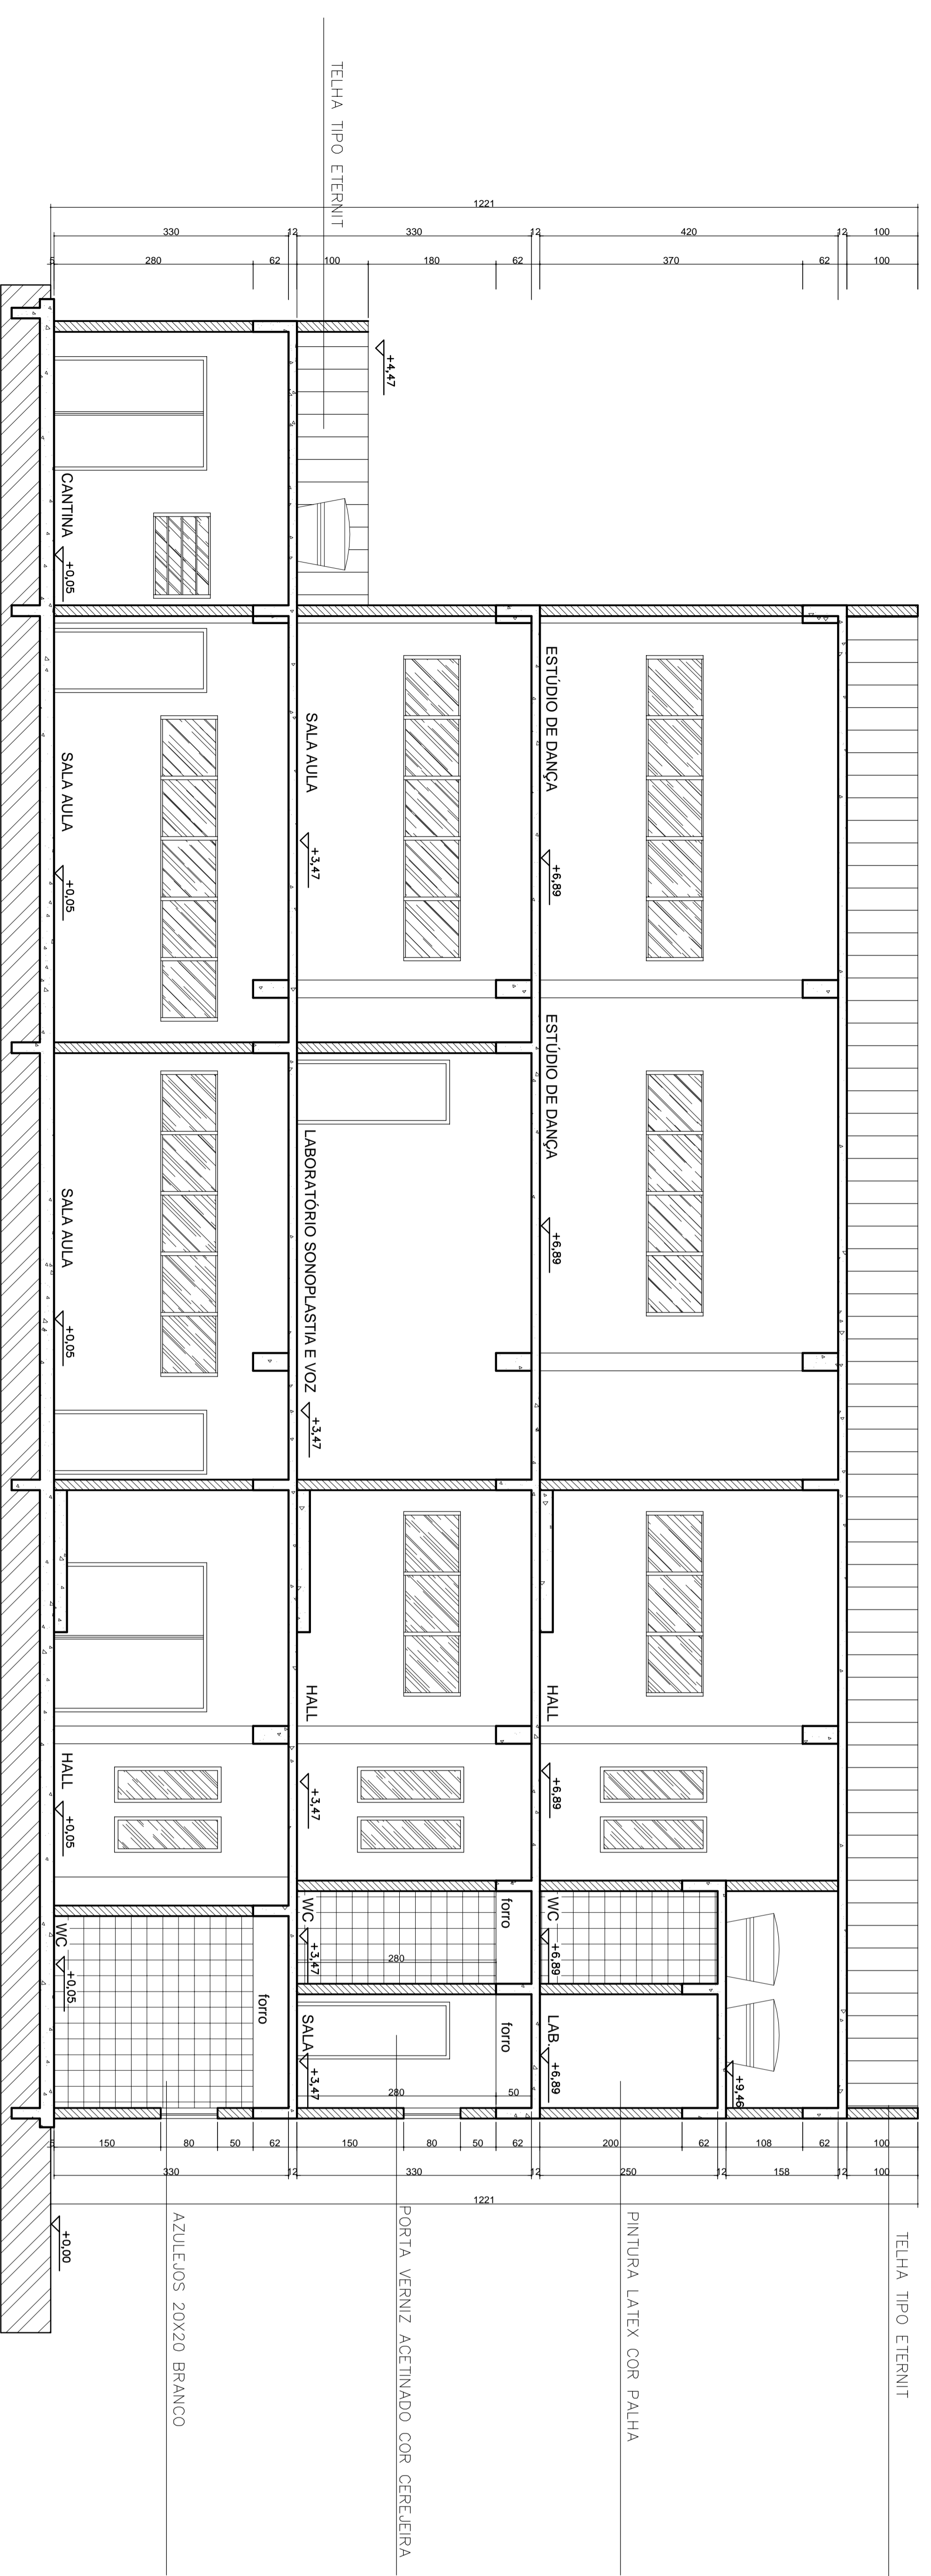 TELHA TIPO ETERNIT
1221
330
12
330
12
420
12
100
5
280
62
100
180
62
370
62
100
+4,47
CANTINA
+0,05
SALA AULA
+0,05
SALA AULA
+3,47
ESTÚDIO DE DANÇA
+6,89
ESTÚDIO DE DANÇA
+6,89
SALA AULA
+0,05
LABORATÓRIO SONOPLASTIA E VOZ
+3,47
HALL
+0,05
HALL
+3,47
HALL
+6,89
WC
+0,05
forro
WC
+3,47
280
forro
WC
+6,89
SALA
+3,47
280
forro
50
LAB.
+6,89
+9,46
5
150
80
50
62
150
80
50
62
200
62
108
62
100
330
12
330
12
250
12
158
12
100
1221
+0,00
AZULEJOS 20X20 BRANCO
PORTA VERNIZ ACETINADO COR CEREJEIRA
PINTURA LATEX COR PALHA
TELHA TIPO ETERNIT